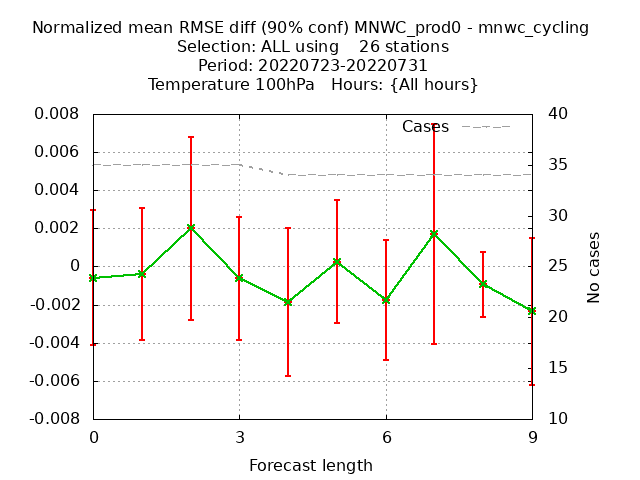 Normalized mean RMSE diff (90% conf) MNWC_prod0 - mnwc_cycling
Selection: ALL using    26 stations
Period: 20220723-20220731
Temperature 100hPa   Hours: {All hours}
Cases
0.008
0.006
0.004
0.002
0
-0.002
-0.004
-0.006
-0.008
40
35
30
25
20
15
10
No cases
0 3 6 9
Forecast length